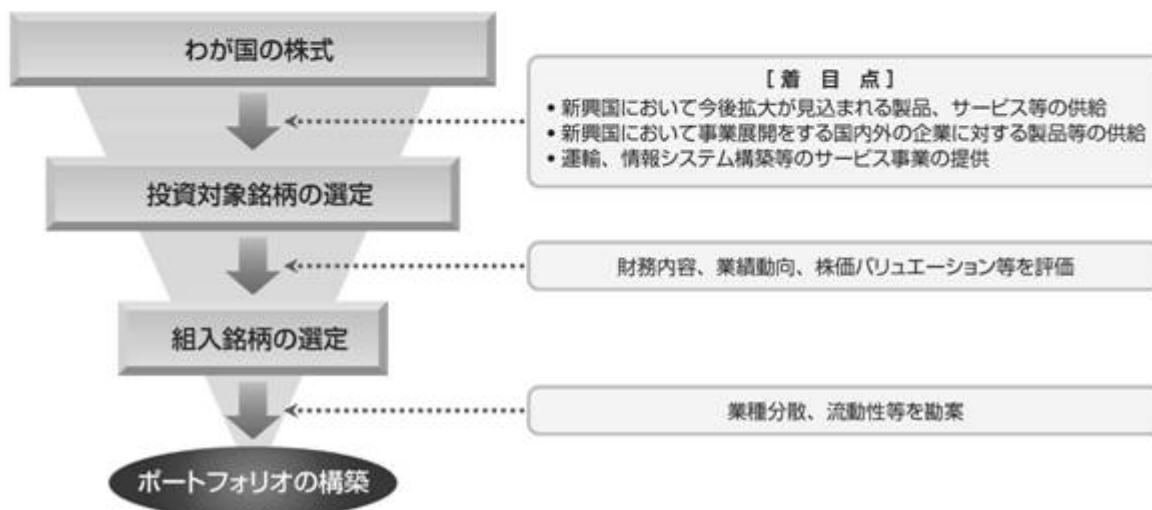 わが国の株式
[着 目 点]
• 新興国において今後拡大が見込まれる製品、サービス等の供給
• 新興国において事業展開をする国内外の企業に対する製品等の供給
• 運輸、情報システム構築等のサービス事業の提供
投資対象銘柄の選定
財務内容、業績動向、株価バリュエーション等を評価
組入銘柄の選定
業種分散、流動性等を勘案
ポートフォリオの構築